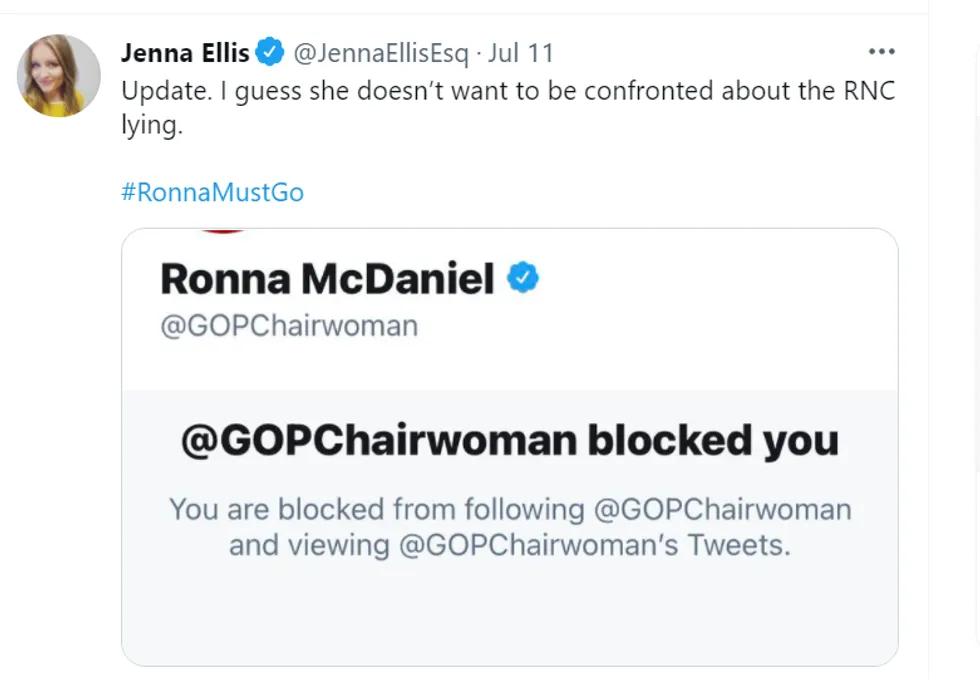 Jenna Ellis @JennaEllisEsq · Jul 11
Update. I guess she doesn’t want to be confronted about the RNC
lying.
#RonnaMustGo
Ronna McDaniel
@GOPChairwoman
@GOPChairwoman blocked you
You are blocked from following @GOPChairwoman
and viewing @GOPChairwoman’s Tweets.